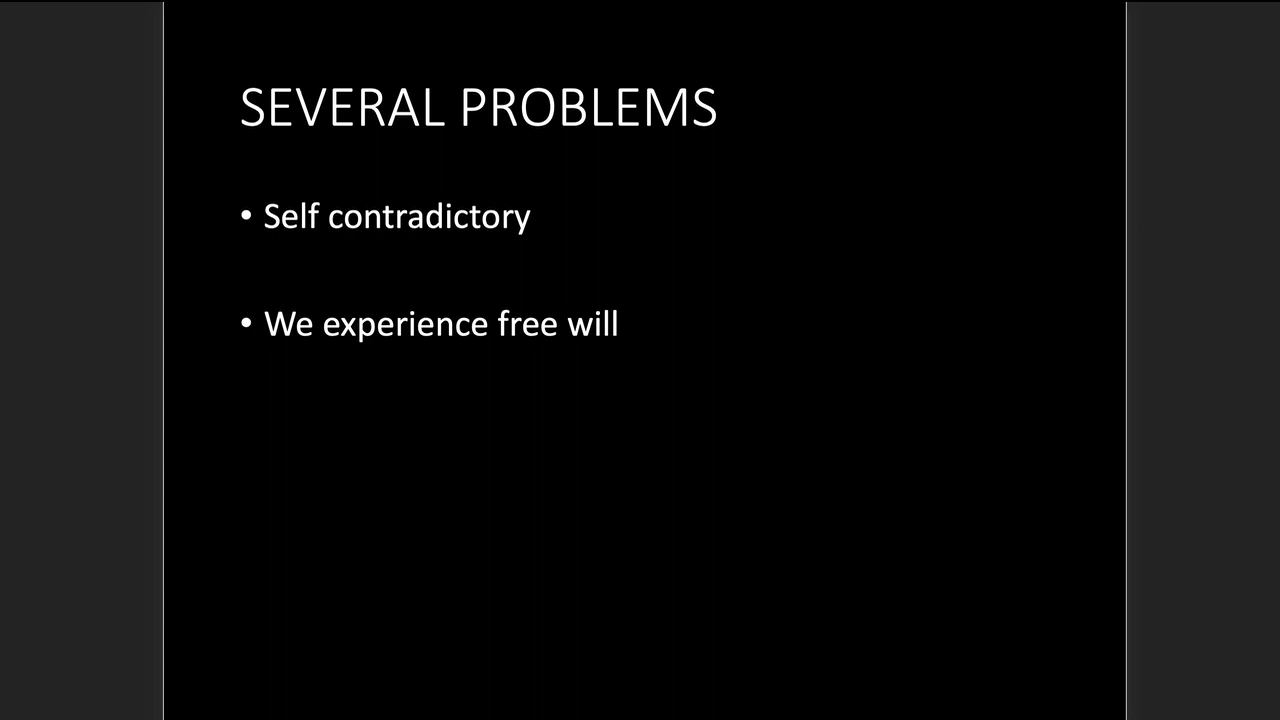 SEVERAL PROBLEMS
• Self contradictory
• We experience free will